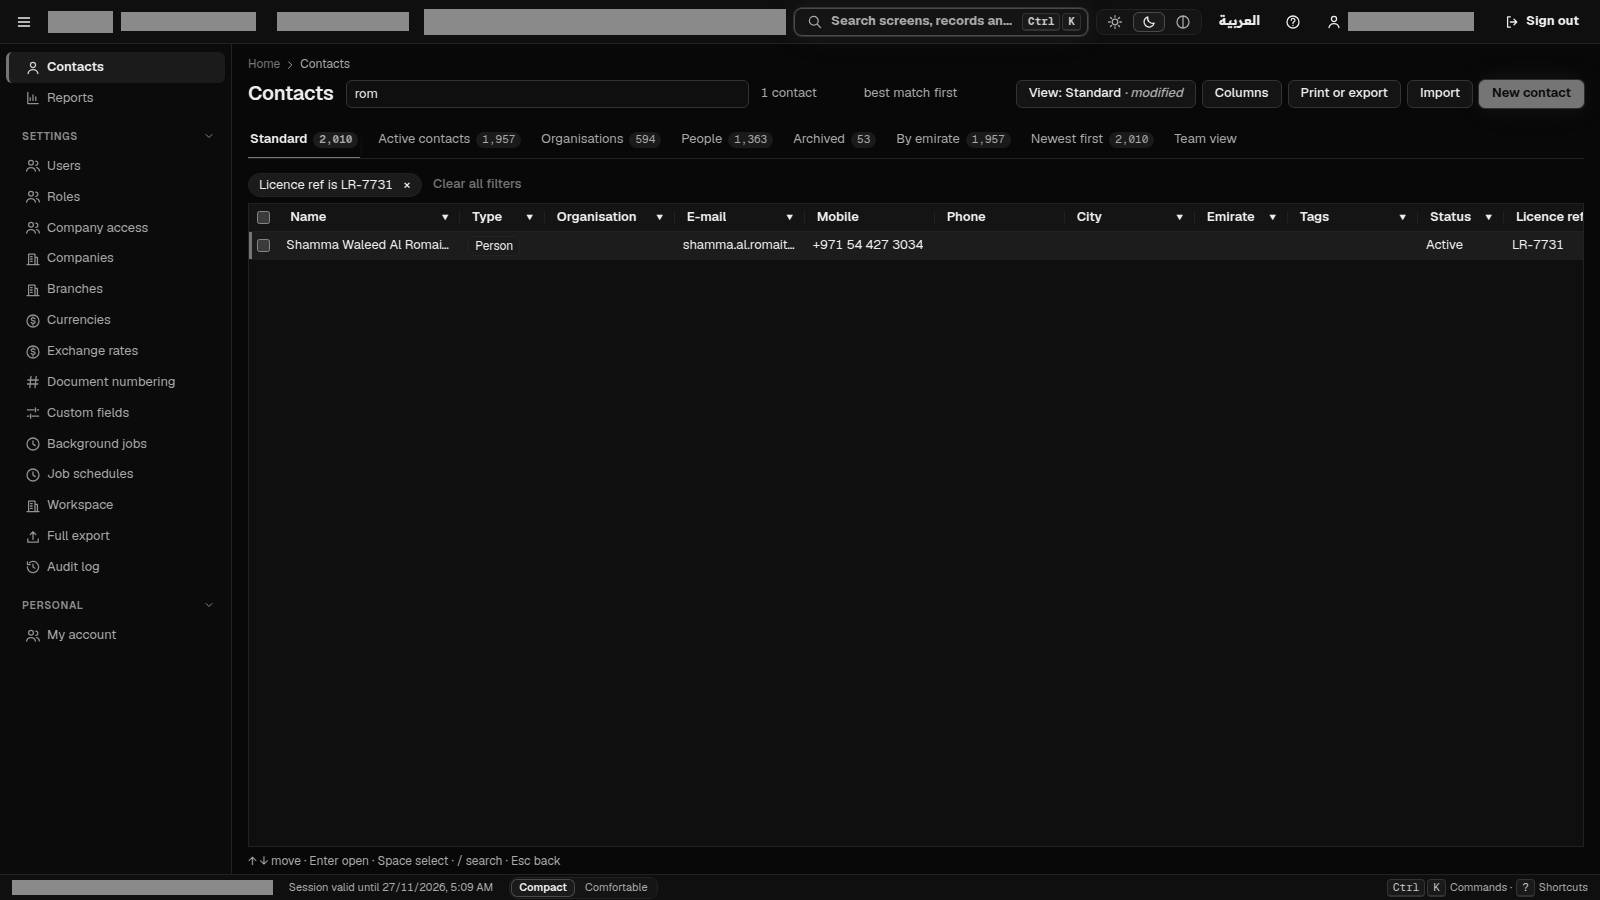 Search screens, records an... Ctrl K العربية Sign out
Contacts
Reports
SETTINGS
Users
Roles
Company access
Companies
Branches
Currencies
Exchange rates
Document numbering
Custom fields
Background jobs
Job schedules
Workspace
Full export
Audit log
PERSONAL
My account
Home > Contacts
Contacts rom 1 contact best match first View: Standard · modified Columns Print or export Import New contact
Standard 2,010 Active contacts 1,957 Organisations 594 People 1,363 Archived 53 By emirate 1,957 Newest first 2,010 Team view
Licence ref is LR-7731 × Clear all filters
Name Type Organisation E-mail Mobile Phone City Emirate Tags Status Licence ref
Shamma Waleed Al Romai... Person shamma.al.romait... +971 54 427 3034 Active LR-7731
↑↓ move · Enter open · Space select · / search · Esc back
Session valid until 27/11/2026, 5:09 AM Compact Comfortable Ctrl K Commands · ? Shortcuts